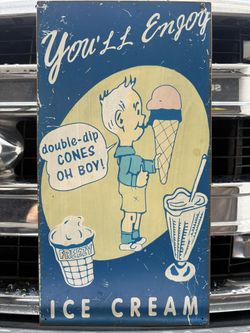 You'll Enjoy
double-dip
CONES
OH BOY!
ICE CREAM